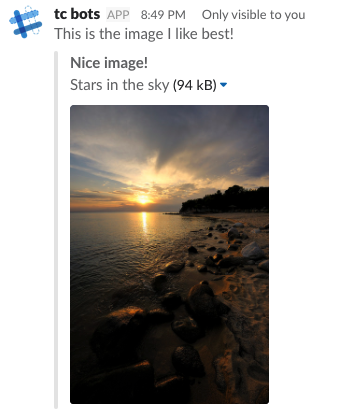 tc bots APP 8:49 PM Only visible to you
This is the image I like best!
Nice image!
Stars in the sky (94 kB)